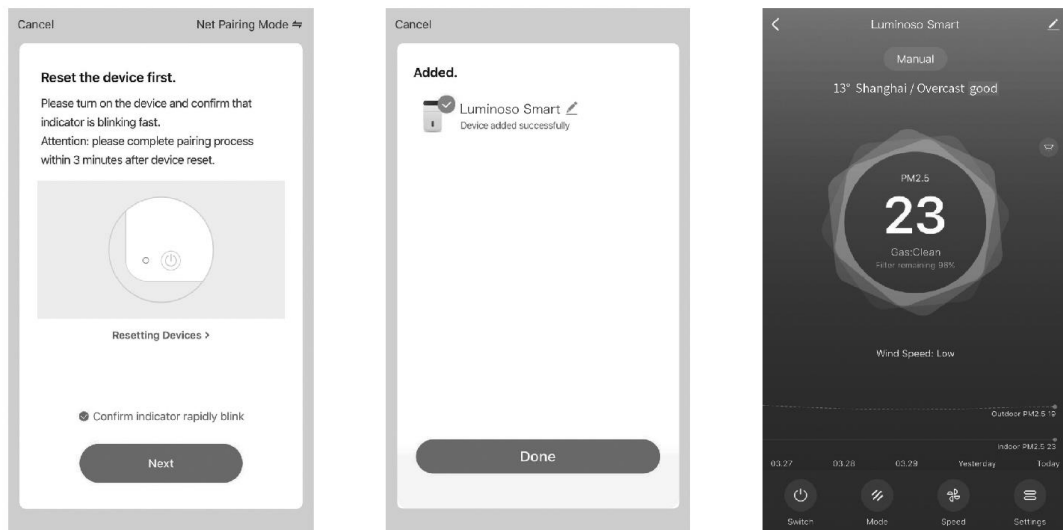 Cancel
Net Pairing Mode ⇋
Reset the device first.
Please turn on the device and confirm that
indicator is blinking fast.
Attention: please complete pairing process
within 3 minutes after device reset.
Resetting Devices >
Confirm indicator rapidly blink
Next
Cancel
Added.
Luminoso Smart
Device added successfully
Done
Luminoso Smart
Manual
13° Shanghai / Overcast good
PM2.5
23
Gas:Clean
Filter remaining 98%
Wind Speed: Low
Outdoor PM2.5 19
Indoor PM2.5 23
03.27 03.28 03.29 Yesterday Today
Switch Mode Speed Settings